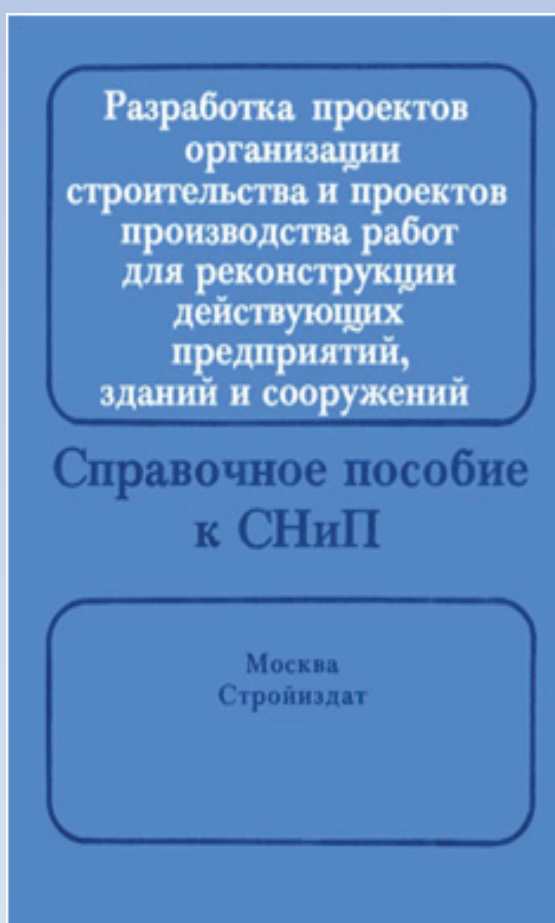 Разработка проектов
организации
строительства и проектов
производства работ
для реконструкции
действующих
предприятий,
зданий и сооружений
Справочное пособие
к СНиП
Москва
Стройиздат